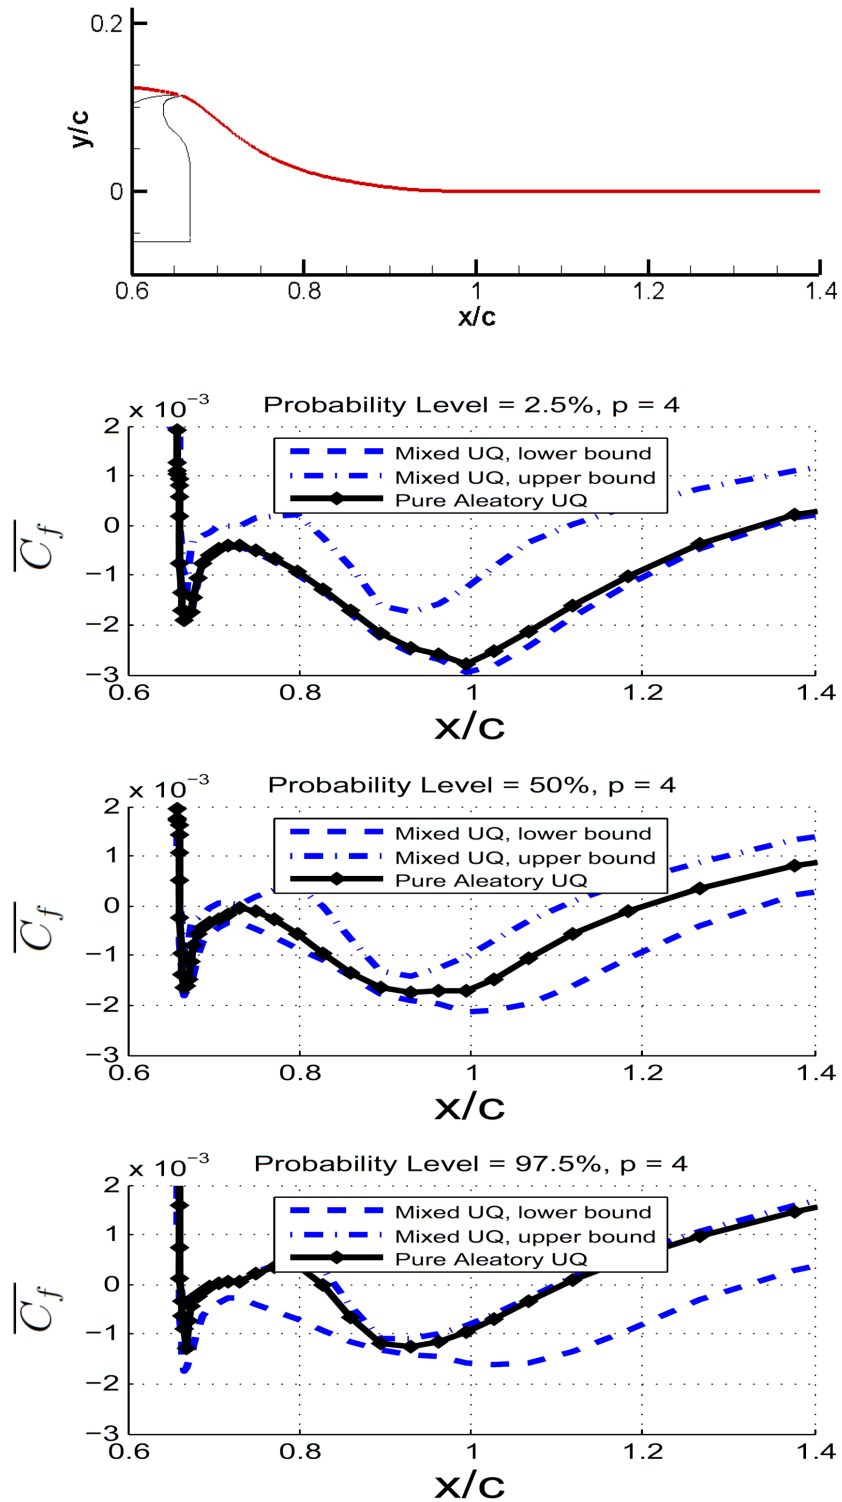 0.2
y/c
0
0.6
0.8
1
1.2
1.4
x/c
x 10⁻³
Probability Level = 2.5%, p = 4
2
1
0
−1
−2
−3
Mixed UQ, lower bound
Mixed UQ, upper bound
Pure Aleatory UQ
C̅f
0.6
0.8
1
1.2
1.4
x/c
x 10⁻³
Probability Level = 50%, p = 4
2
1
0
−1
−2
−3
Mixed UQ, lower bound
Mixed UQ, upper bound
Pure Aleatory UQ
C̅f
0.6
0.8
1
1.2
1.4
x/c
x 10⁻³
Probability Level = 97.5%, p = 4
2
1
0
−1
−2
−3
Mixed UQ, lower bound
Mixed UQ, upper bound
Pure Aleatory UQ
C̅f
0.6
0.8
1
1.2
1.4
x/c